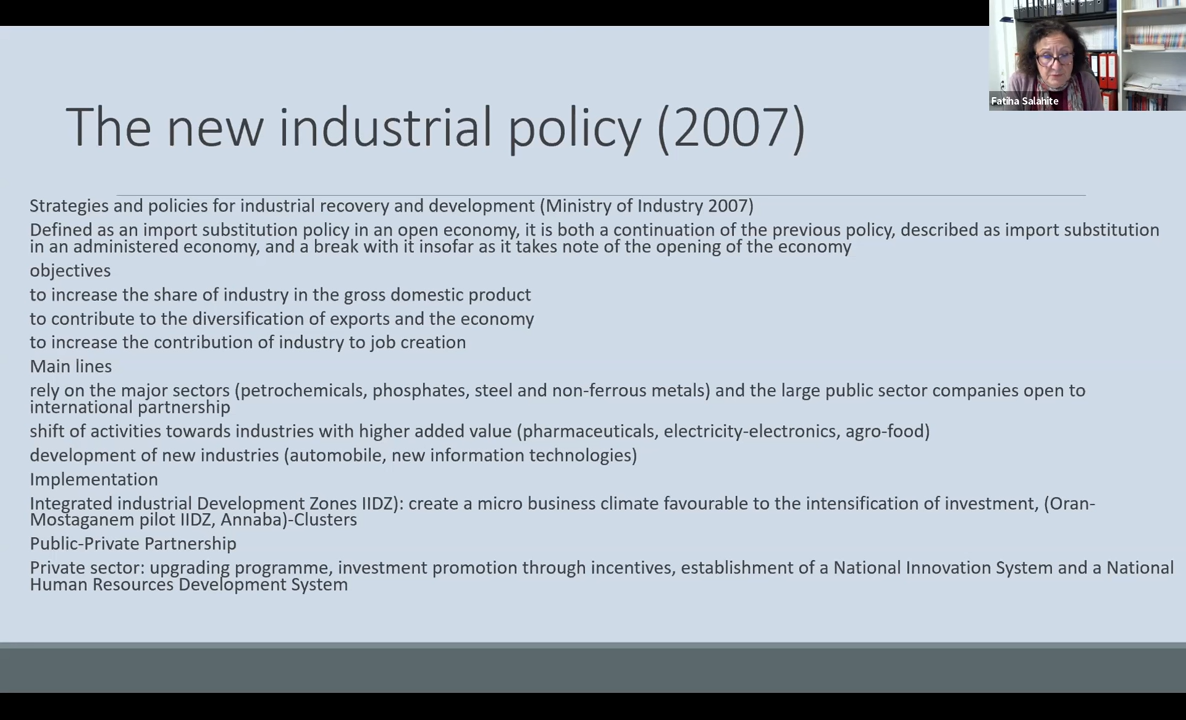 Fatiha Salahite
The new industrial policy (2007)
Strategies and policies for industrial recovery and development (Ministry of Industry 2007)
Defined as an import substitution policy in an open economy, it is both a continuation of the previous policy, described as import substitution
in an administered economy, and a break with it insofar as it takes note of the opening of the economy
objectives
to increase the share of industry in the gross domestic product
to contribute to the diversification of exports and the economy
to increase the contribution of industry to job creation
Main lines
rely on the major sectors (petrochemicals, phosphates, steel and non-ferrous metals) and the large public sector companies open to
international partnership
shift of activities towards industries with higher added value (pharmaceuticals, electricity-electronics, agro-food)
development of new industries (automobile, new information technologies)
Implementation
Integrated industrial Development Zones IIDZ): create a micro business climate favourable to the intensification of investment, (Oran-
Mostaganem pilot IIDZ, Annaba)-Clusters
Public-Private Partnership
Private sector: upgrading programme, investment promotion through incentives, establishment of a National Innovation System and a National
Human Resources Development System